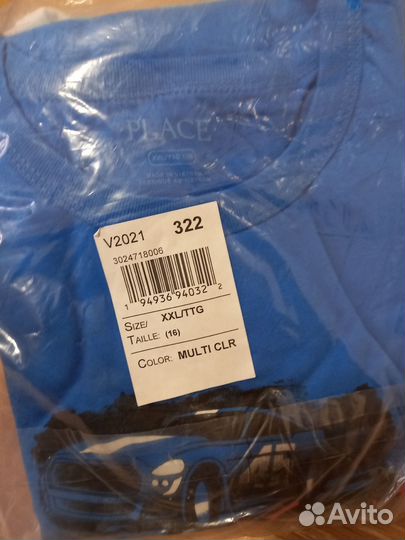 PLACE
V2021 322
3024718006
1 94936 94032 2
SIZE/ XXL/TTG
TAILLE: (16)
COLOR: MULTI CLR
Avito